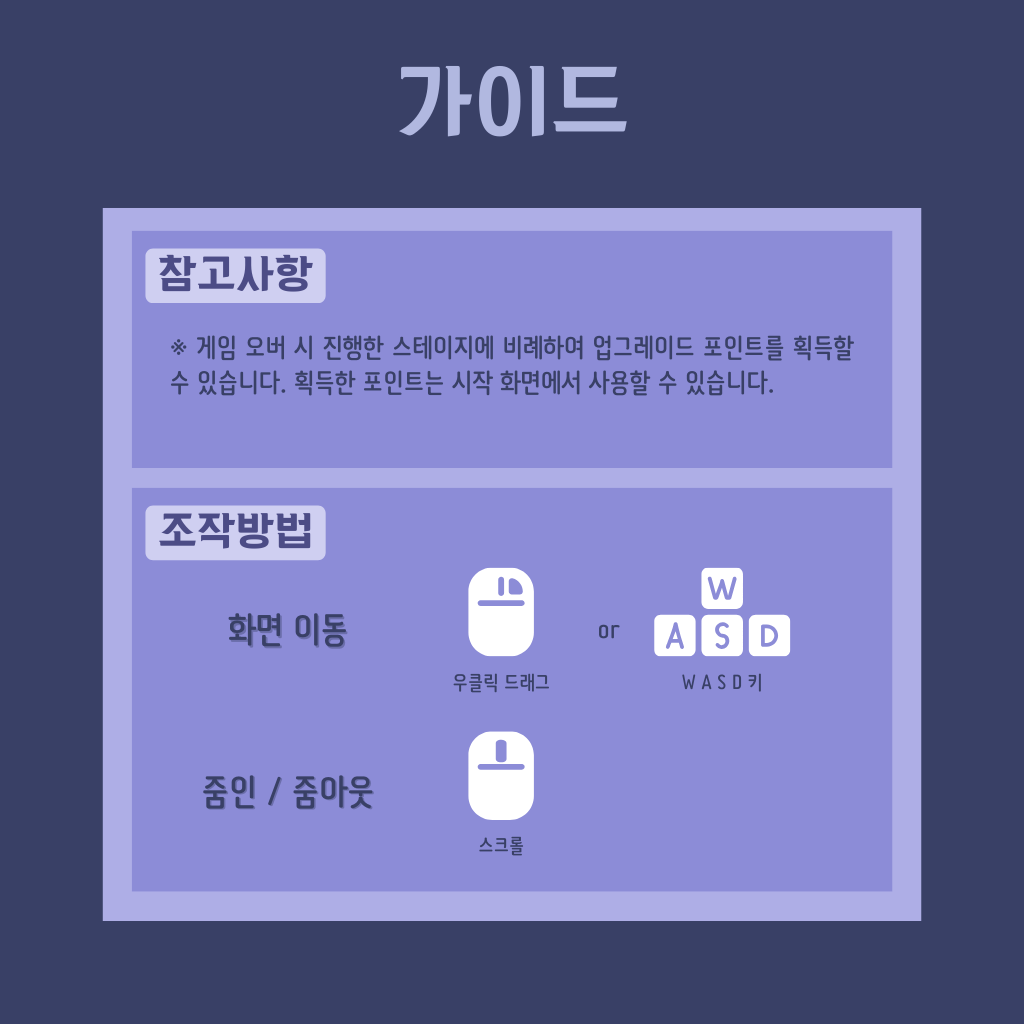 가이드
참고사항
※ 게임 오버 시 진행한 스테이지에 비례하여 업그레이드 포인트를 획득할
수 있습니다. 획득한 포인트는 시작 화면에서 사용할 수 있습니다.
조작방법
화면 이동
W
or
A S D
우클릭 드래그
W A S D 키
줌인 / 줌아웃
스크롤